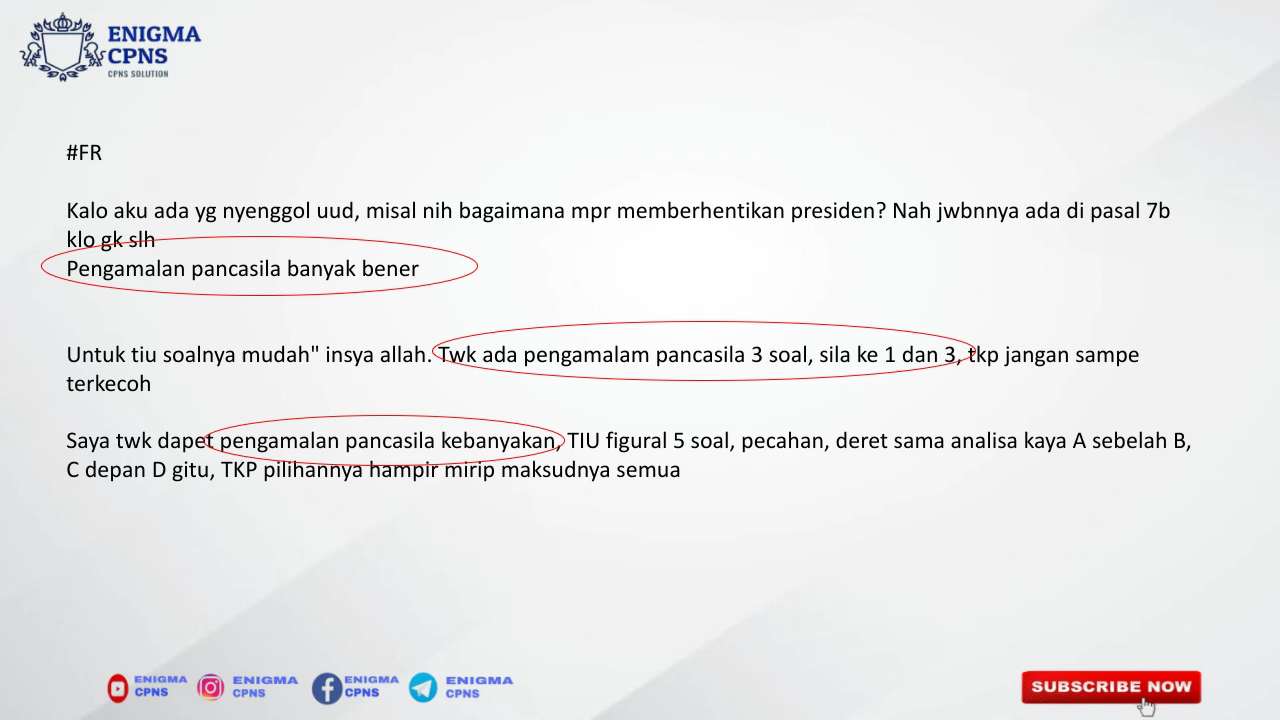 ENIGMA
CPNS
CPNS SOLUTION
#FR
Kalo aku ada yg nyenggol uud, misal nih bagaimana mpr memberhentikan presiden? Nah jwbnnya ada di pasal 7b
klo gk slh
Pengamalan pancasila banyak bener
Untuk tiu soalnya mudah" insya allah. Twk ada pengamalam pancasila 3 soal, sila ke 1 dan 3, tkp jangan sampe
terkecoh
Saya twk dapet pengamalan pancasila kebanyakan, TIU figural 5 soal, pecahan, deret sama analisa kaya A sebelah B,
C depan D gitu, TKP pilihannya hampir mirip maksudnya semua
ENIGMA
CPNS
ENIGMA
CPNS
ENIGMA
CPNS
ENIGMA
CPNS
SUBSCRIBE NOW